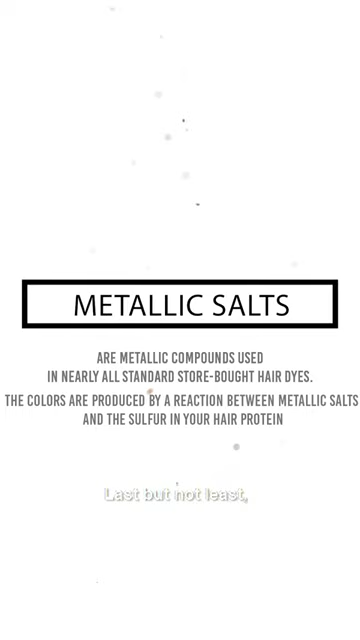 METALLIC SALTS
ARE METALLIC COMPOUNDS USED
IN NEARLY ALL STANDARD STORE-BOUGHT HAIR DYES.
THE COLORS ARE PRODUCED BY A REACTION BETWEEN METALLIC SALTS
AND THE SULFUR IN YOUR HAIR PROTEIN
Last but not least,